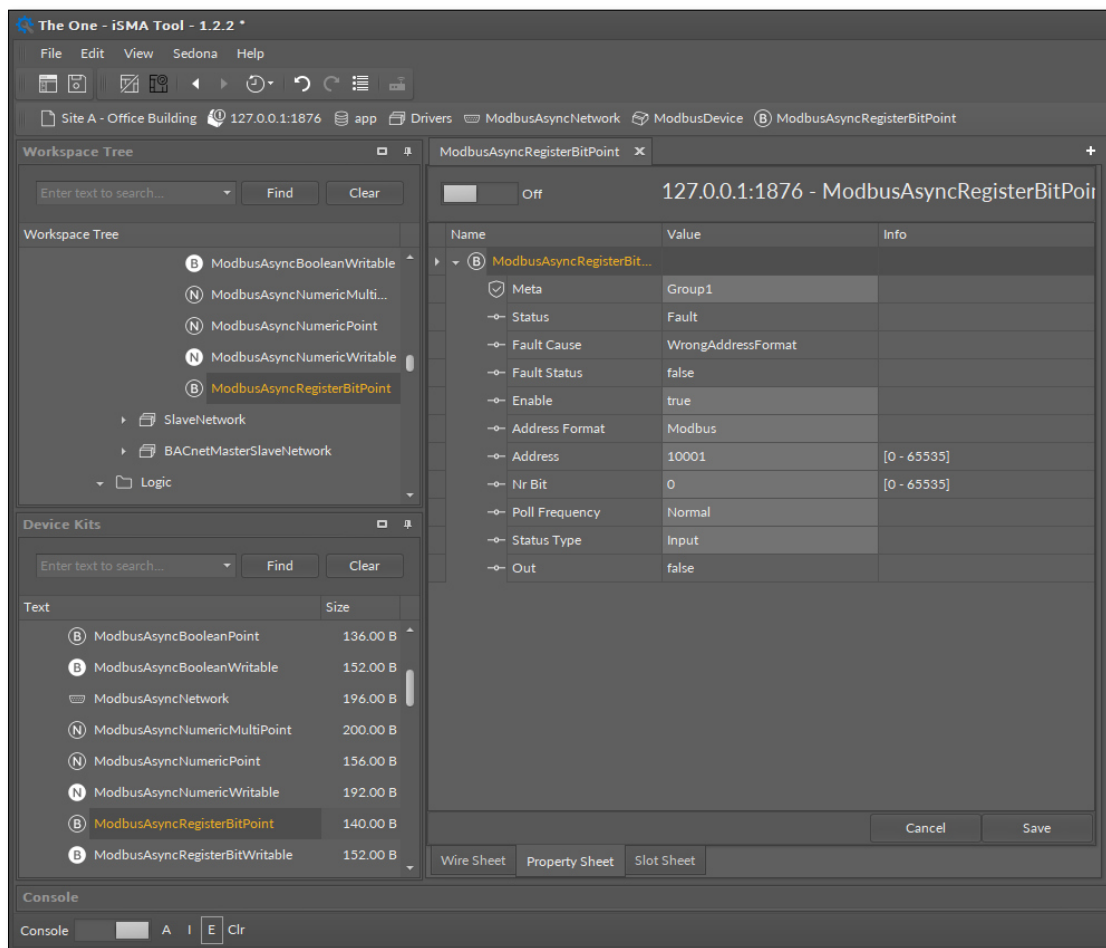 The One - iSMA Tool - 1.2.2 *
File Edit View Sedona Help
Site A - Office Building 127.0.0.1:1876 app Drivers ModbusAsyncNetwork ModbusDevice B ModbusAsyncRegisterBitPoint
Workspace Tree
Enter text to search... Find Clear
Workspace Tree
B ModbusAsyncBooleanWritable
N ModbusAsyncNumericMulti...
N ModbusAsyncNumericPoint
N ModbusAsyncNumericWritable
B ModbusAsyncRegisterBitPoint
SlaveNetwork
BACnetMasterSlaveNetwork
Logic
Device Kits
Enter text to search... Find Clear
Text Size
B ModbusAsyncBooleanPoint 136.00 B
B ModbusAsyncBooleanWritable 152.00 B
ModbusAsyncNetwork 196.00 B
N ModbusAsyncNumericMultiPoint 200.00 B
N ModbusAsyncNumericPoint 156.00 B
N ModbusAsyncNumericWritable 192.00 B
B ModbusAsyncRegisterBitPoint 140.00 B
B ModbusAsyncRegisterBitWritable 152.00 B
ModbusAsyncRegisterBitPoint x +
Off 127.0.0.1:1876 - ModbusAsyncRegisterBitPoin
Name Value Info
B ModbusAsyncRegisterBit...
Meta Group1
Status Fault
Fault Cause WrongAddressFormat
Fault Status false
Enable true
Address Format Modbus
Address 10001 [0 - 65535]
Nr Bit 0 [0 - 65535]
Poll Frequency Normal
Status Type Input
Out false
Cancel Save
Wire Sheet Property Sheet Slot Sheet
Console
Console A I E Clr